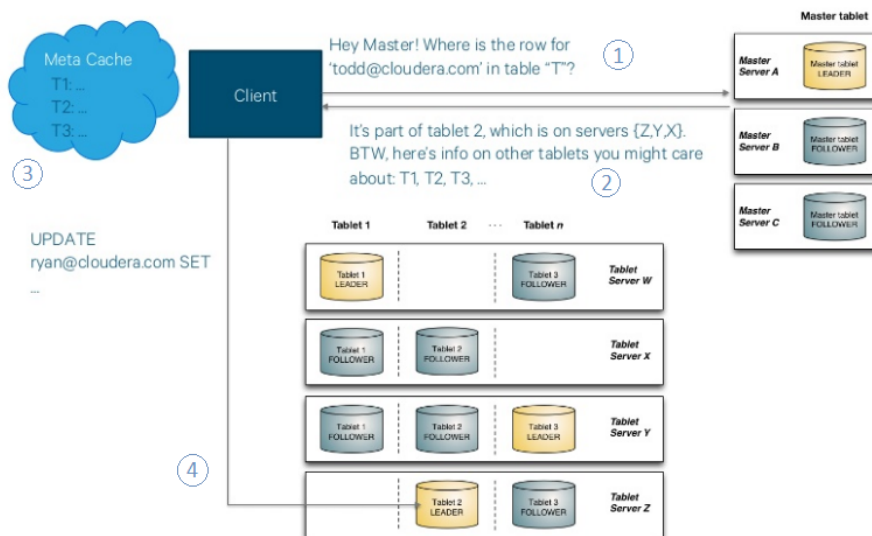 Master tablet
Meta Cache
T1: ...
T2: ...
T3: ...
Client
Hey Master! Where is the row for
‘todd@cloudera.com’ in table “T”?
1
Master
Server A
Master tablet
LEADER
It’s part of tablet 2, which is on servers {Z,Y,X}.
BTW, here’s info on other tablets you might care
about: T1, T2, T3, ...
2
Master
Server B
Master tablet
FOLLOWER
3
Master
Server C
Master tablet
FOLLOWER
UPDATE
ryan@cloudera.com SET
...
Tablet 1 Tablet 2 ... Tablet n
Tablet 1
LEADER
Tablet 3
FOLLOWER
Tablet
Server W
Tablet 1
FOLLOWER
Tablet 2
FOLLOWER
Tablet
Server X
Tablet 1
FOLLOWER
Tablet 2
FOLLOWER
Tablet 3
LEADER
Tablet
Server Y
4
Tablet 2
LEADER
Tablet 3
FOLLOWER
Tablet
Server Z